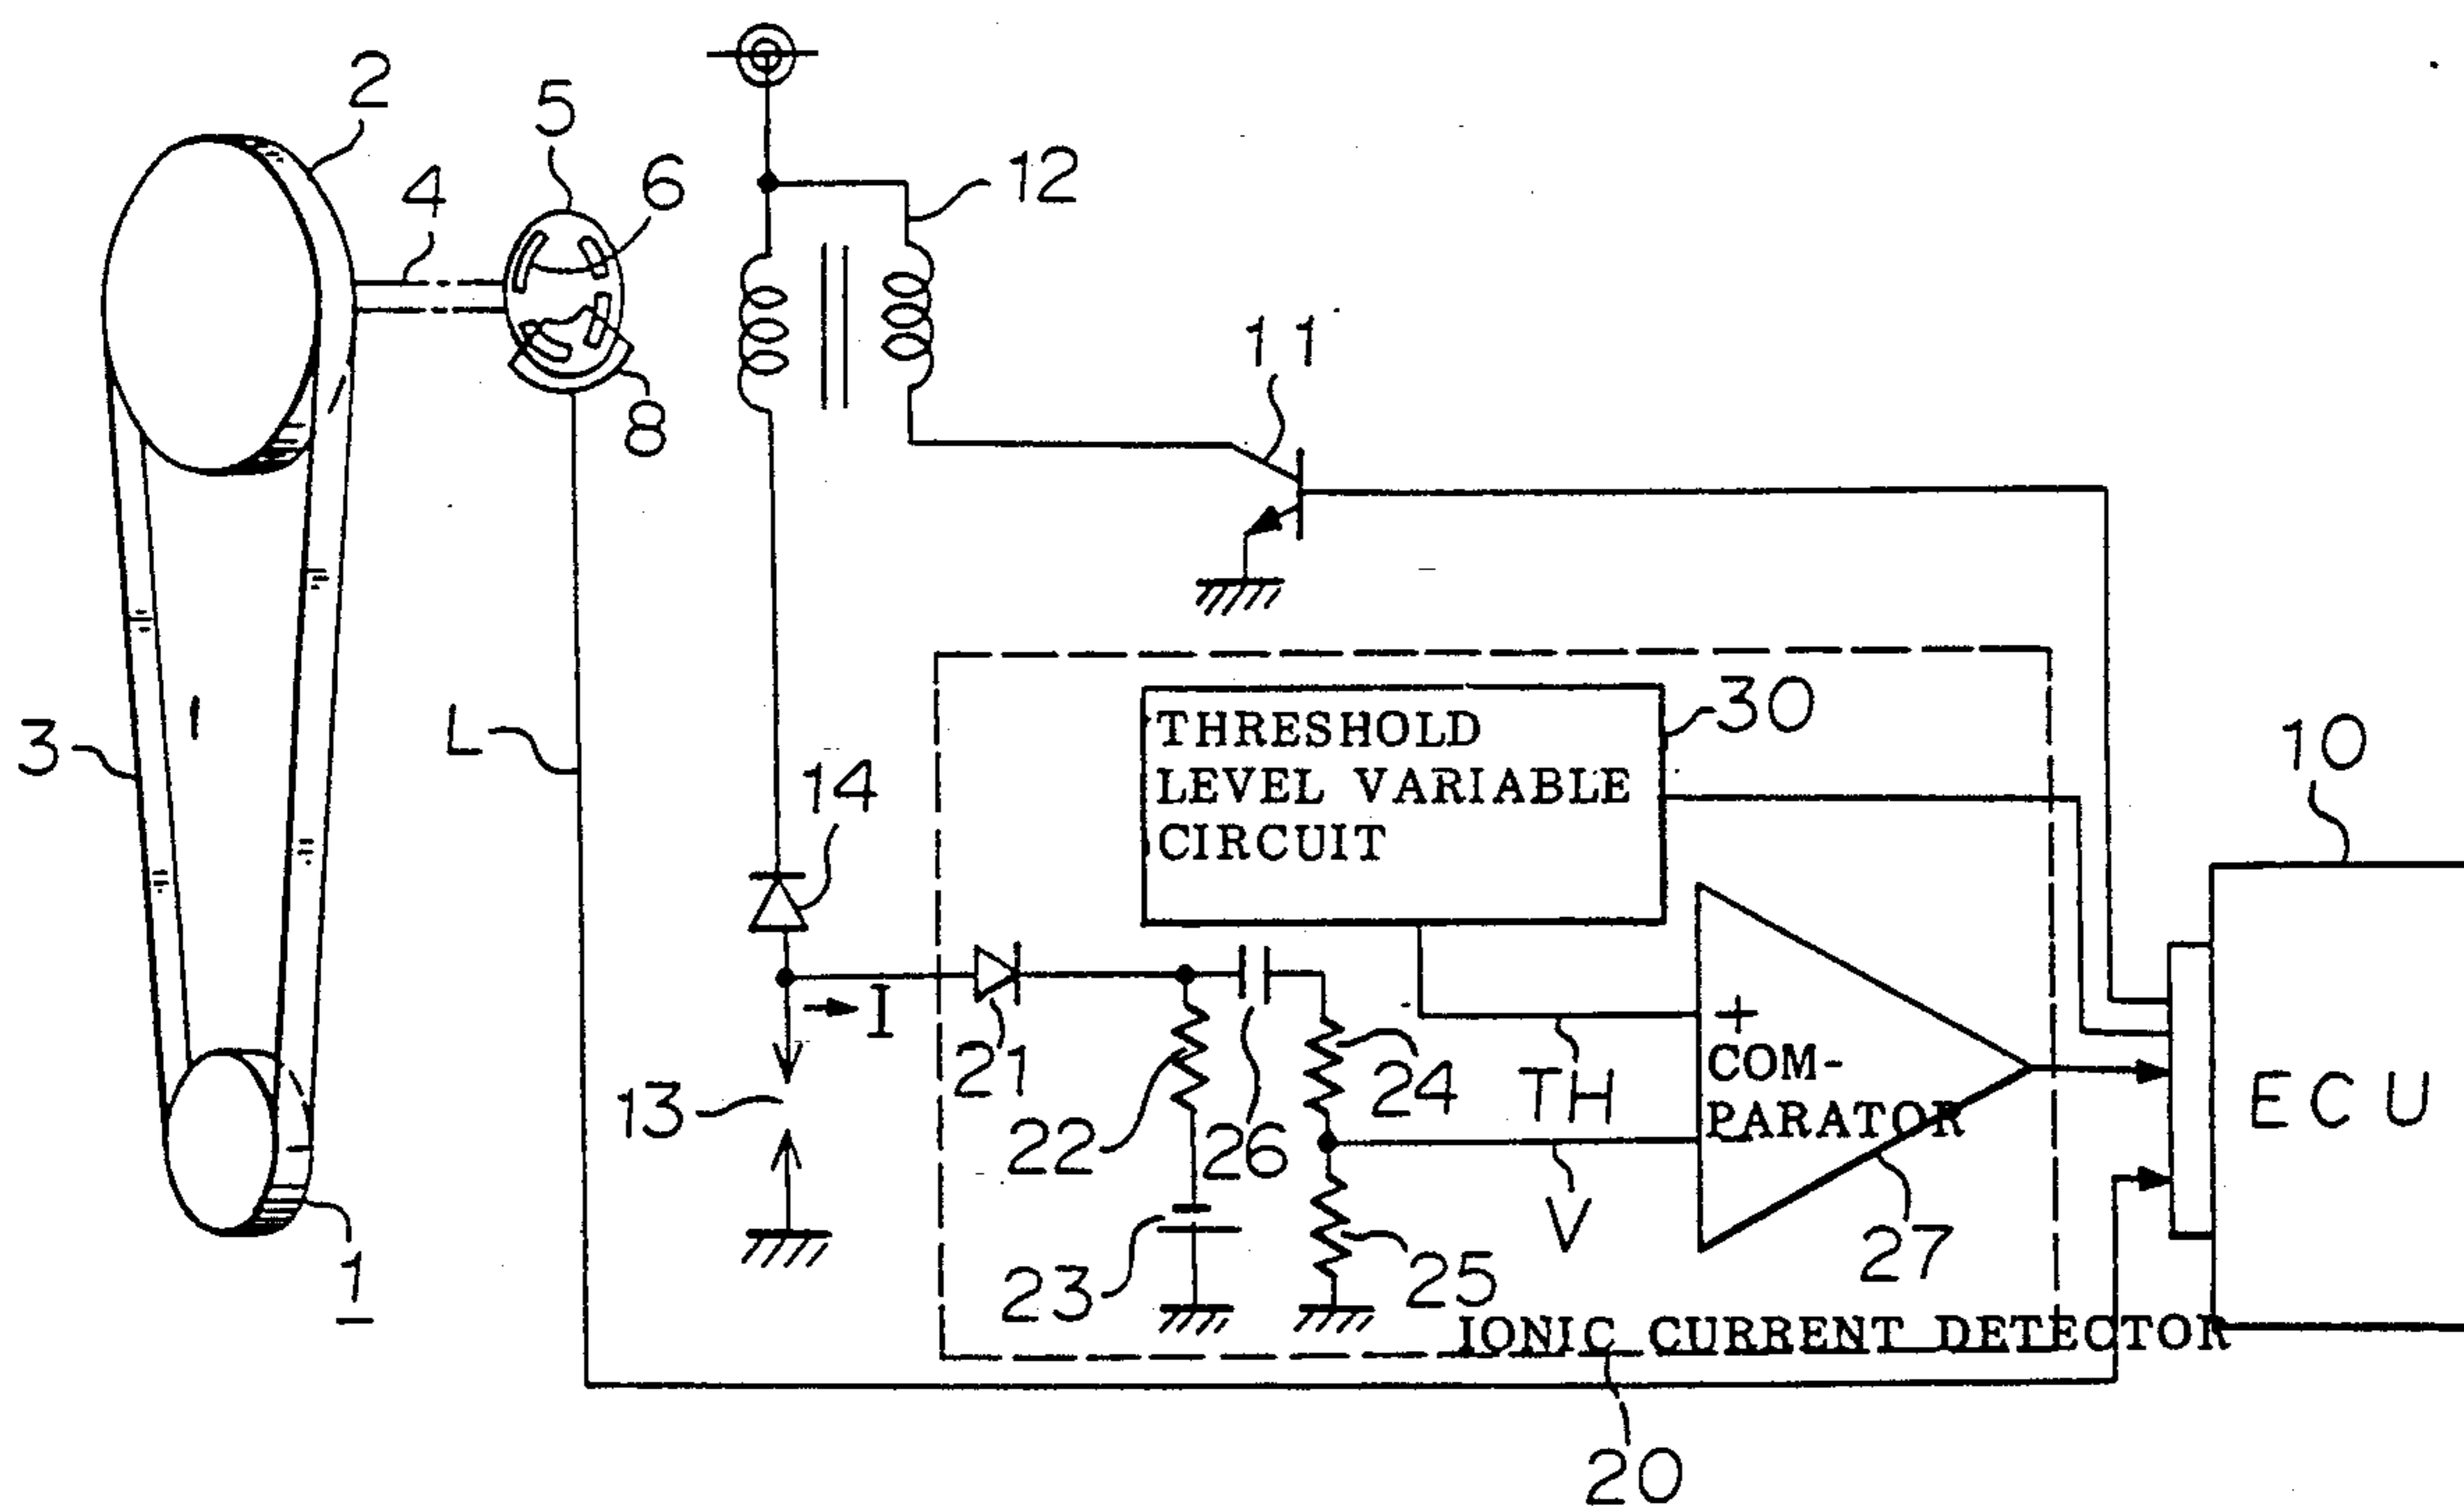 2
5
4
6
12
8
11
3
L
14
THRESHOLD
LEVEL VARIABLE
CIRCUIT
30
10
I
21
13
22
26
24
TH
+
COM-
PARATOR
ECU
V
1
23
25
27
IONIC CURRENT DETECTOR
20